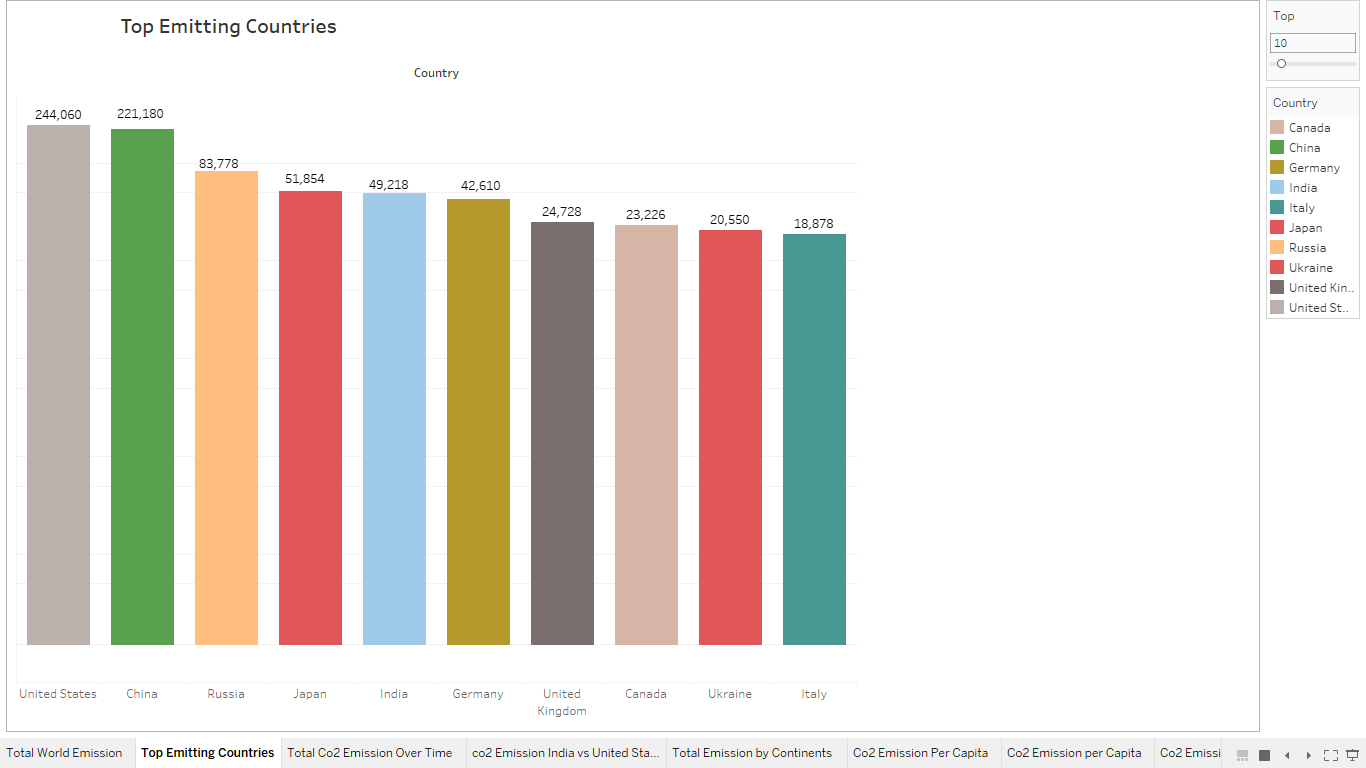 Top Emitting Countries
Country
244,060
221,180
83,778
51,854
49,218
42,610
24,728
23,226
20,550
18,878
United States
China
Russia
Japan
India
Germany
United
Kingdom
Canada
Ukraine
Italy
Top
10
Country
Canada
China
Germany
India
Italy
Japan
Russia
Ukraine
United Kin..
United St..
Total World Emission
Top Emitting Countries
Total Co2 Emission Over Time
co2 Emission India vs United Sta...
Total Emission by Continents
Co2 Emission Per Capita
Co2 Emission per Capita
Co2 Emissi